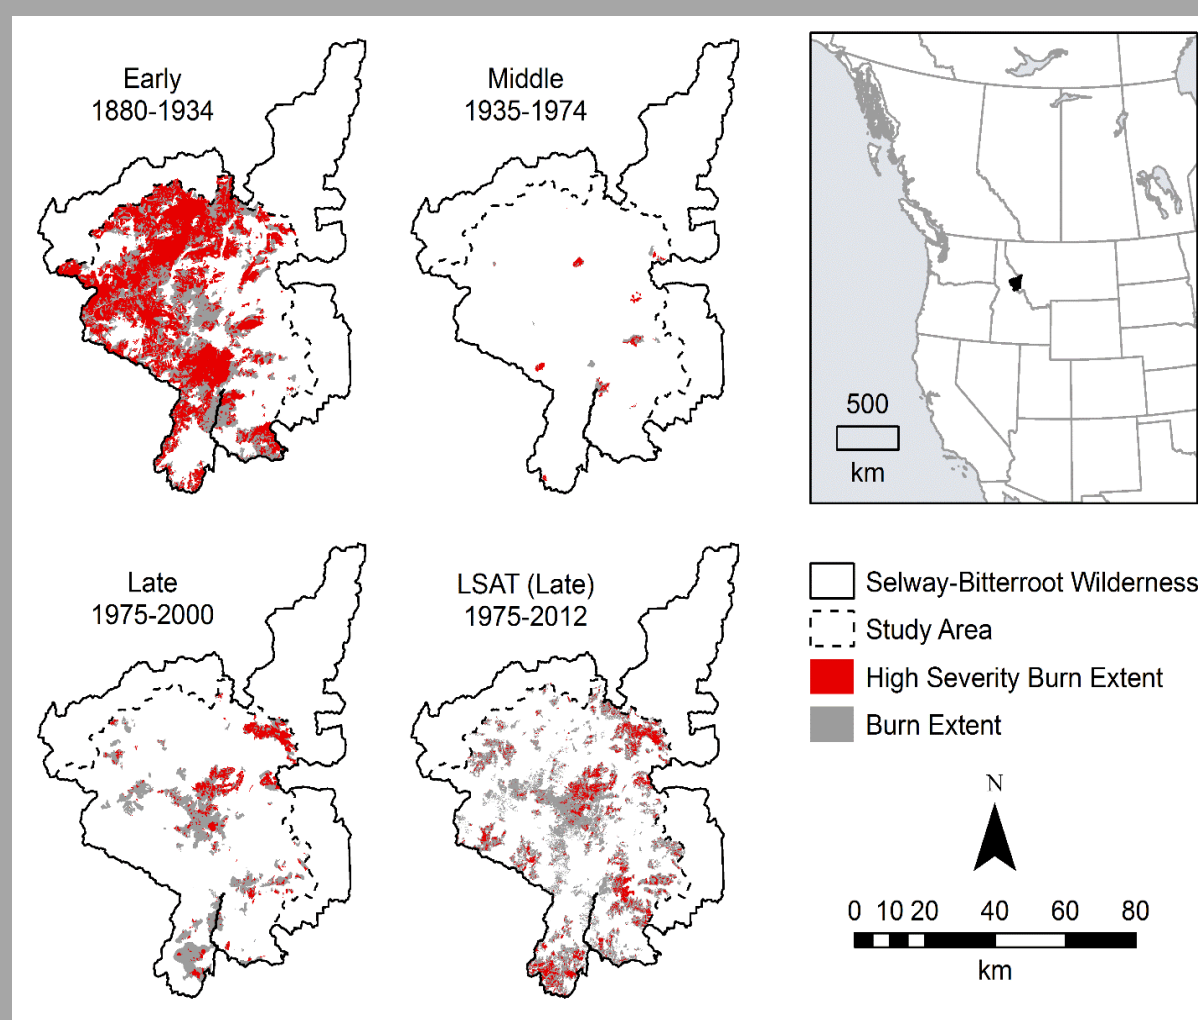 Early
1880-1934
Middle
1935-1974
500
km
Late
1975-2000
LSAT (Late)
1975-2012
Selway-Bitterroot Wilderness
Study Area
High Severity Burn Extent
Burn Extent
N
0 10 20 40 60 80
km